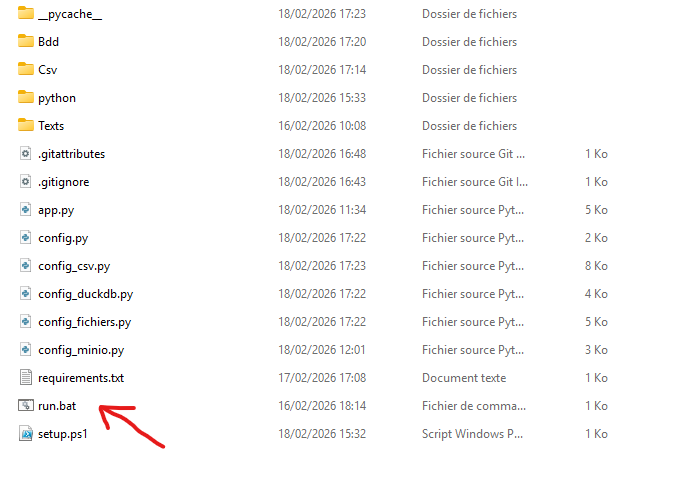 __pycache__ 18/02/2026 17:23 Dossier de fichiers
Bdd 18/02/2026 17:20 Dossier de fichiers
Csv 18/02/2026 17:14 Dossier de fichiers
python 18/02/2026 15:33 Dossier de fichiers
Texts 16/02/2026 10:08 Dossier de fichiers
.gitattributes 18/02/2026 16:48 Fichier source Git ... 1 Ko
.gitignore 18/02/2026 16:43 Fichier source Git I... 1 Ko
app.py 18/02/2026 11:34 Fichier source Pyt... 5 Ko
config.py 18/02/2026 17:22 Fichier source Pyt... 2 Ko
config_csv.py 18/02/2026 17:23 Fichier source Pyt... 8 Ko
config_duckdb.py 18/02/2026 17:22 Fichier source Pyt... 4 Ko
config_fichiers.py 18/02/2026 17:22 Fichier source Pyt... 5 Ko
config_minio.py 18/02/2026 12:01 Fichier source Pyt... 3 Ko
requirements.txt 17/02/2026 17:08 Document texte 1 Ko
run.bat 16/02/2026 18:14 Fichier de comma... 1 Ko
setup.ps1 18/02/2026 15:32 Script Windows P... 1 Ko